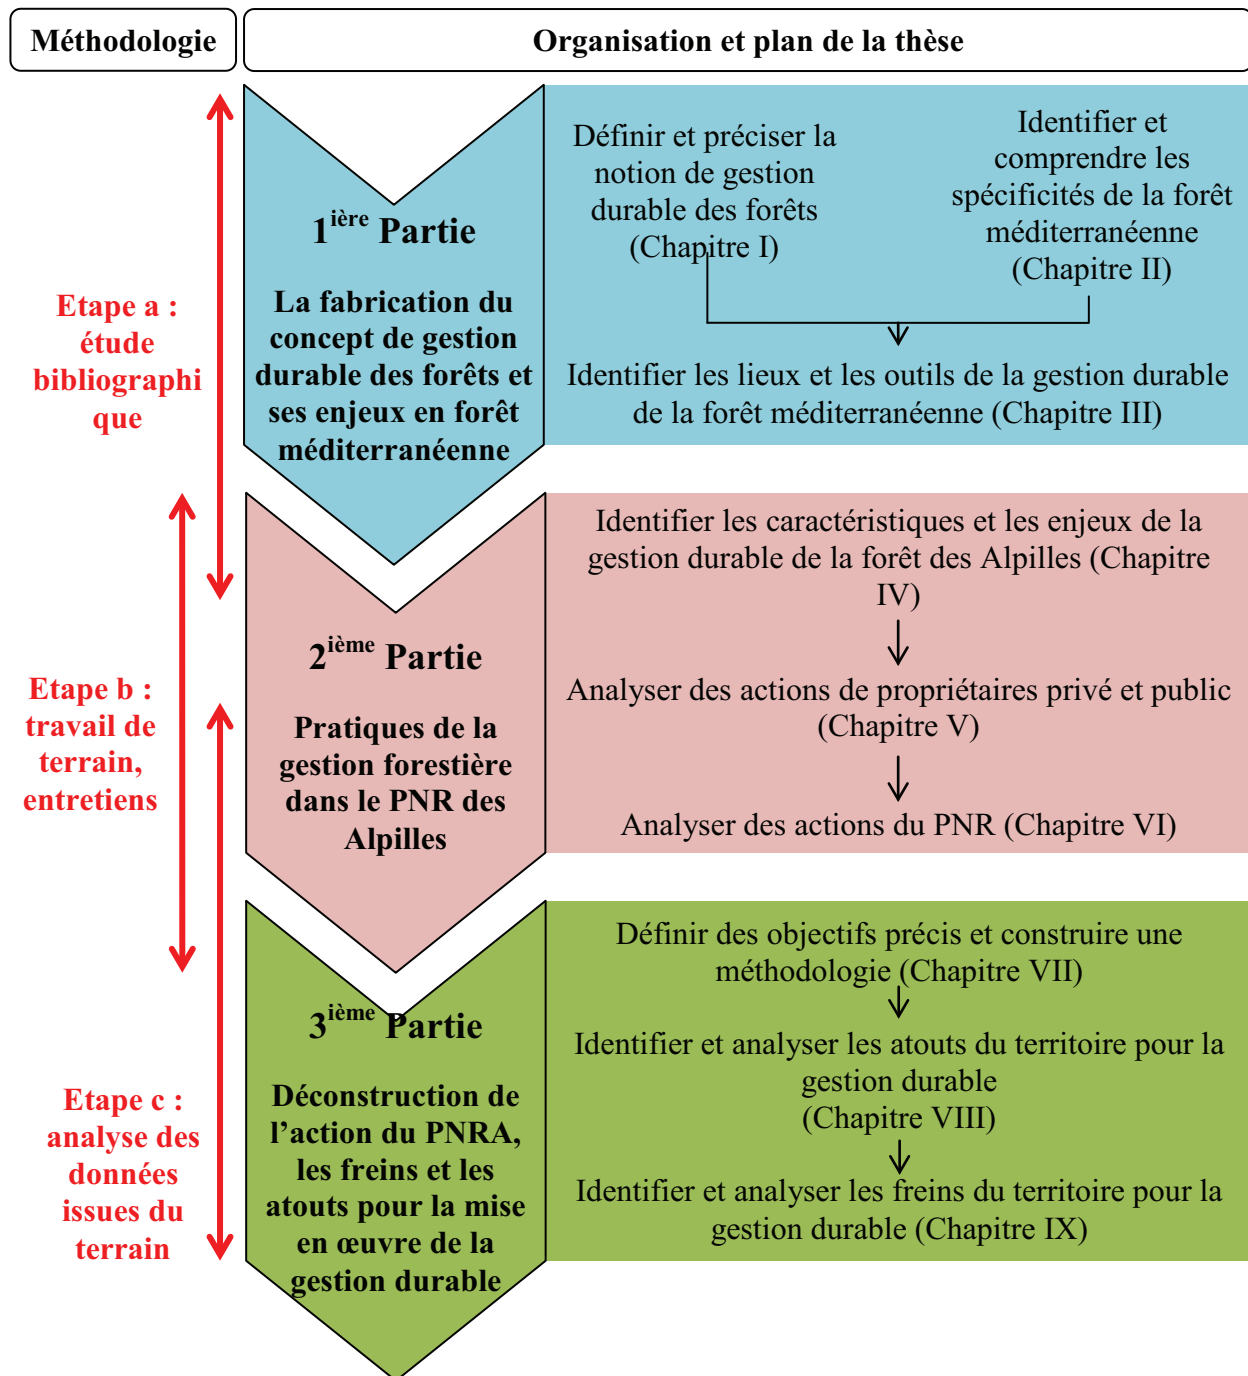 Méthodologie
Organisation et plan de la thèse
Etape a :
étude
bibliographi
que
1ière Partie
La fabrication du
concept de gestion
durable des forêts et
ses enjeux en forêt
méditerranéenne
Définir et préciser la
notion de gestion
durable des forêts
(Chapitre I)
Identifier et
comprendre les
spécificités de la forêt
méditerranéenne
(Chapitre II)
Identifier les lieux et les outils de la gestion durable
de la forêt méditerranéenne (Chapitre III)
Etape b :
travail de
terrain,
entretiens
2ième Partie
Pratiques de la
gestion forestière
dans le PNR des
Alpilles
Identifier les caractéristiques et les enjeux de la
gestion durable de la forêt des Alpilles (Chapitre
IV)
Analyser des actions de propriétaires privé et public
(Chapitre V)
Analyser des actions du PNR (Chapitre VI)
Etape c :
analyse des
données
issues du
terrain
3ième Partie
Déconstruction de
l’action du PNRA,
les freins et les
atouts pour la mise
en œuvre de la
gestion durable
Définir des objectifs précis et construire une
méthodologie (Chapitre VII)
Identifier et analyser les atouts du territoire pour la
gestion durable
(Chapitre VIII)
Identifier et analyser les freins du territoire pour la
gestion durable (Chapitre IX)